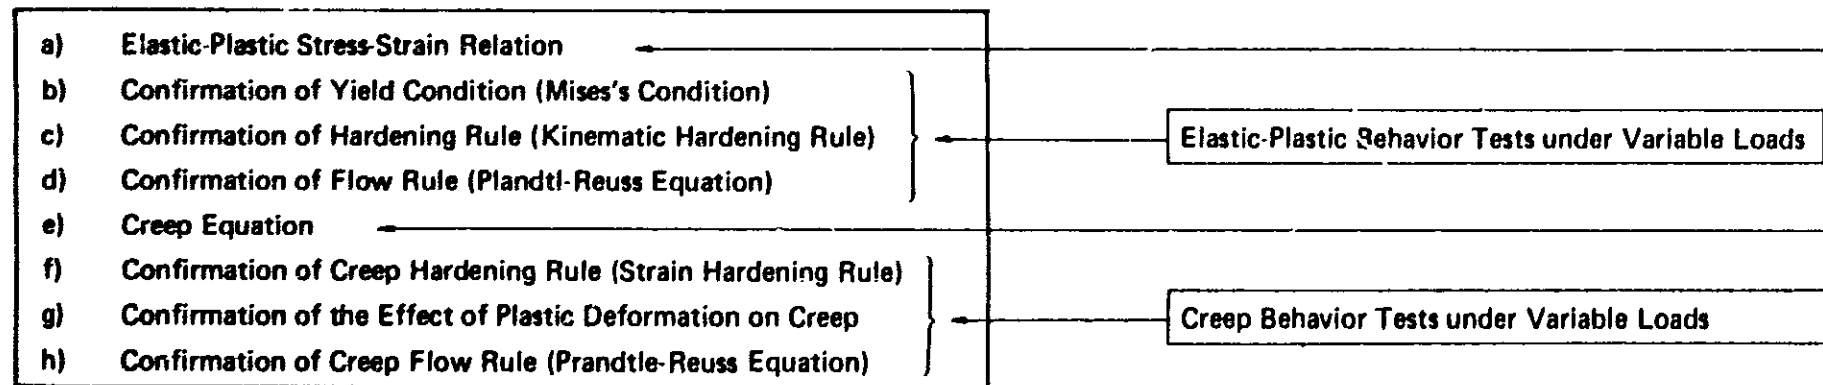 a) Elastic-Plastic Stress-Strain Relation
b) Confirmation of Yield Condition (Mises's Condition)
c) Confirmation of Hardening Rule (Kinematic Hardening Rule)
d) Confirmation of Flow Rule (Plandtl-Reuss Equation)
e) Creep Equation
f) Confirmation of Creep Hardening Rule (Strain Hardening Rule)
g) Confirmation of the Effect of Plastic Deformation on Creep
h) Confirmation of Creep Flow Rule (Prandtle-Reuss Equation)
Elastic-Plastic Behavior Tests under Variable Loads
Creep Behavior Tests under Variable Loads